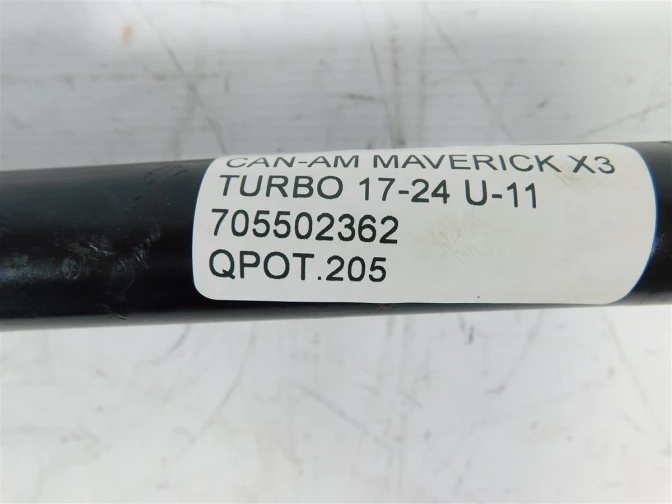 CAN-AM MAVERICK X3
TURBO 17-24 U-11
705502362
QPOT.205